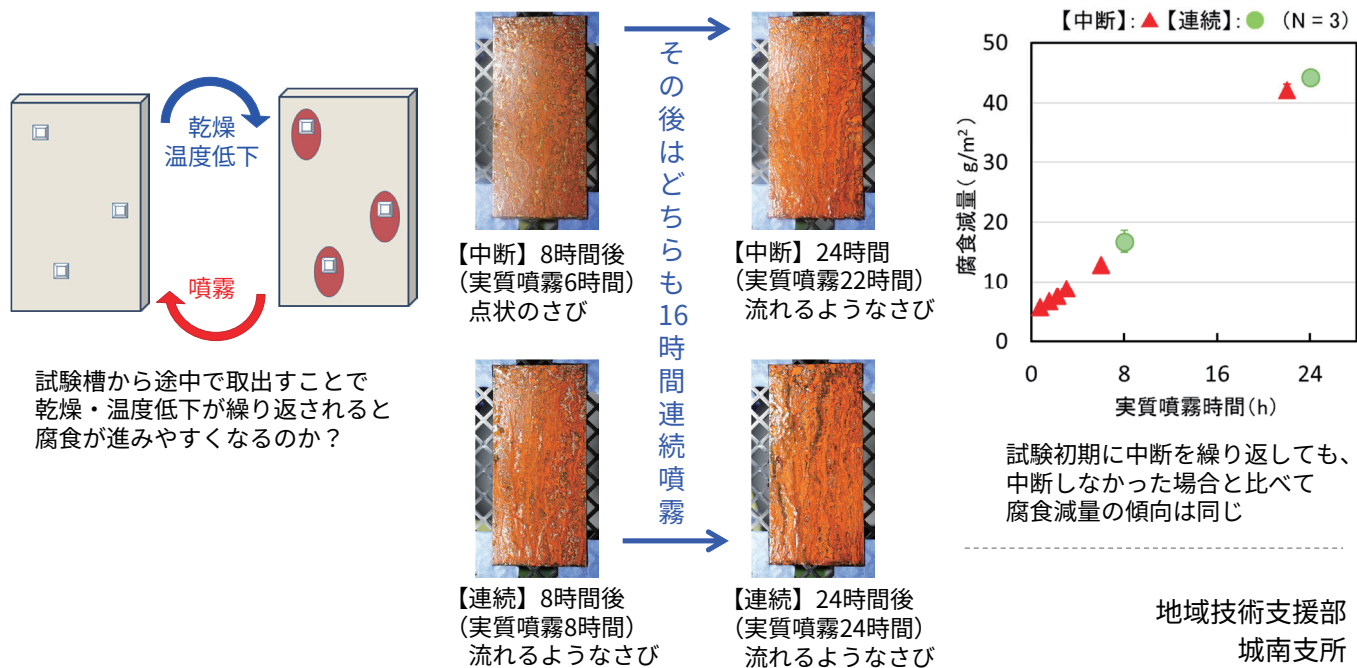 乾燥
温度低下
噴霧
試験槽から途中で取出すことで
乾燥・温度低下が繰り返されると
腐食が進みやすくなるのか？
【中断】8時間後
（実質噴霧6時間）
点状のさび
その後はどちらも16時間連続噴霧
【中断】24時間
（実質噴霧22時間）
流れるようなさび
【連続】8時間後
（実質噴霧8時間）
流れるようなさび
【連続】24時間後
（実質噴霧24時間）
流れるようなさび
【中断】:▲【連続】:●（N = 3）
腐食減量(g/m²)
50
40
30
20
10
0
0 8 16 24
実質噴霧時間(h)
試験初期に中断を繰り返しても、
中断しなかった場合と比べて
腐食減量の傾向は同じ
地域技術支援部
城南支所